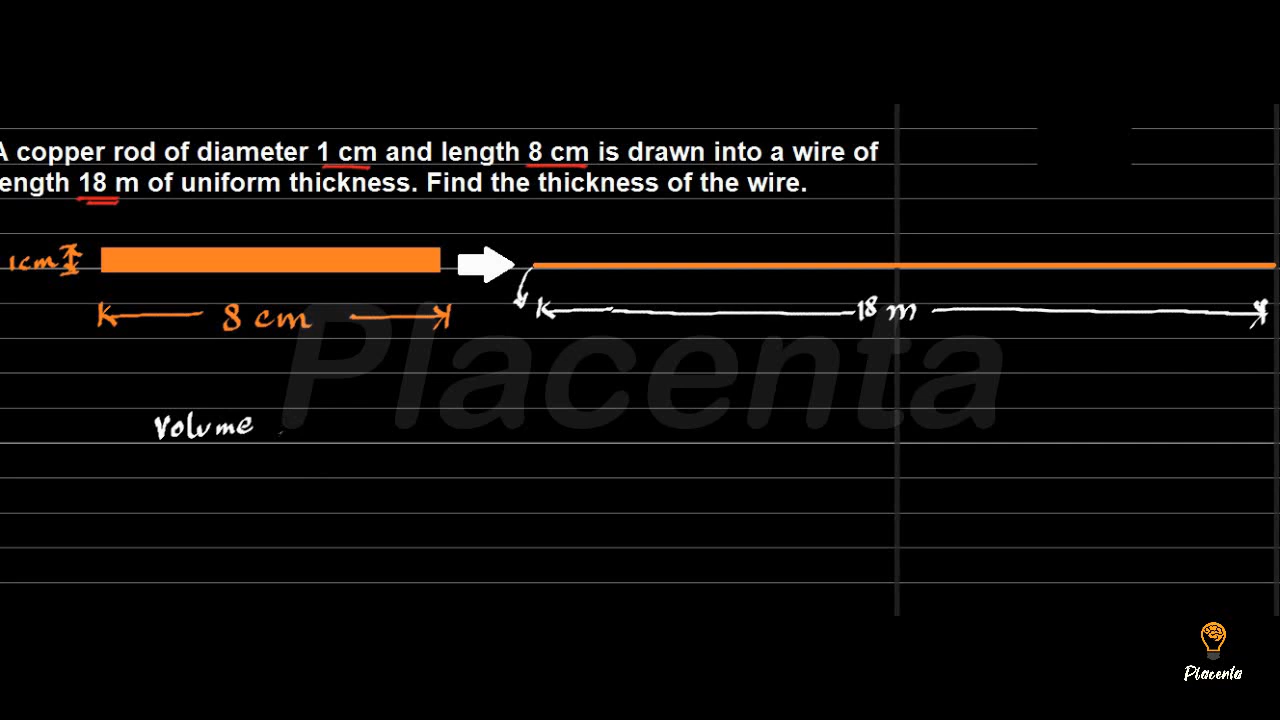 A copper rod of diameter 1 cm and length 8 cm is drawn into a wire of
ength 18 m of uniform thickness. Find the thickness of the wire.
1cm
8 cm
18 m
Placenta
Volume
Placenta